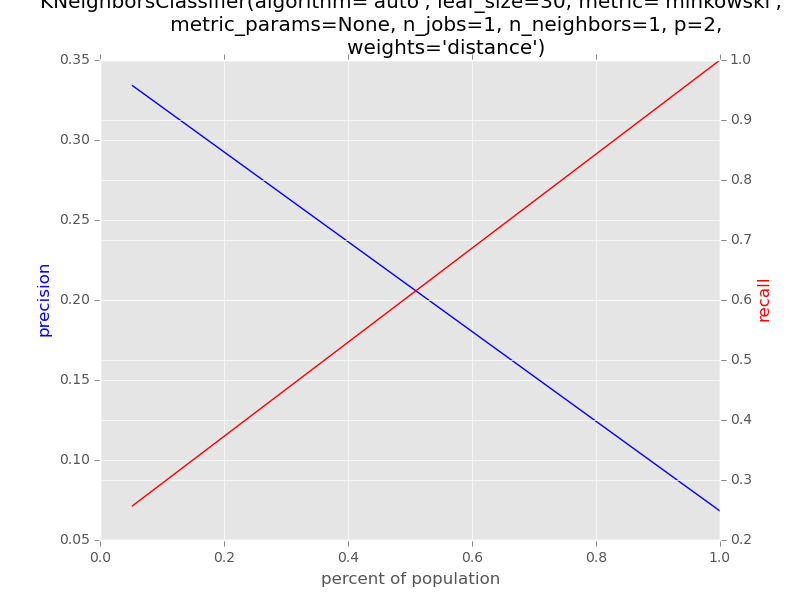 KNeighborsClassifier(algorithm='auto', leaf_size=30, metric='minkowski',
metric_params=None, n_jobs=1, n_neighbors=1, p=2,
weights='distance')
0.35
0.30
0.25
0.20
0.15
0.10
0.05
precision
1.0
0.9
0.8
0.7
0.6
0.5
0.4
0.3
0.2
recall
0.0 0.2 0.4 0.6 0.8 1.0
percent of population